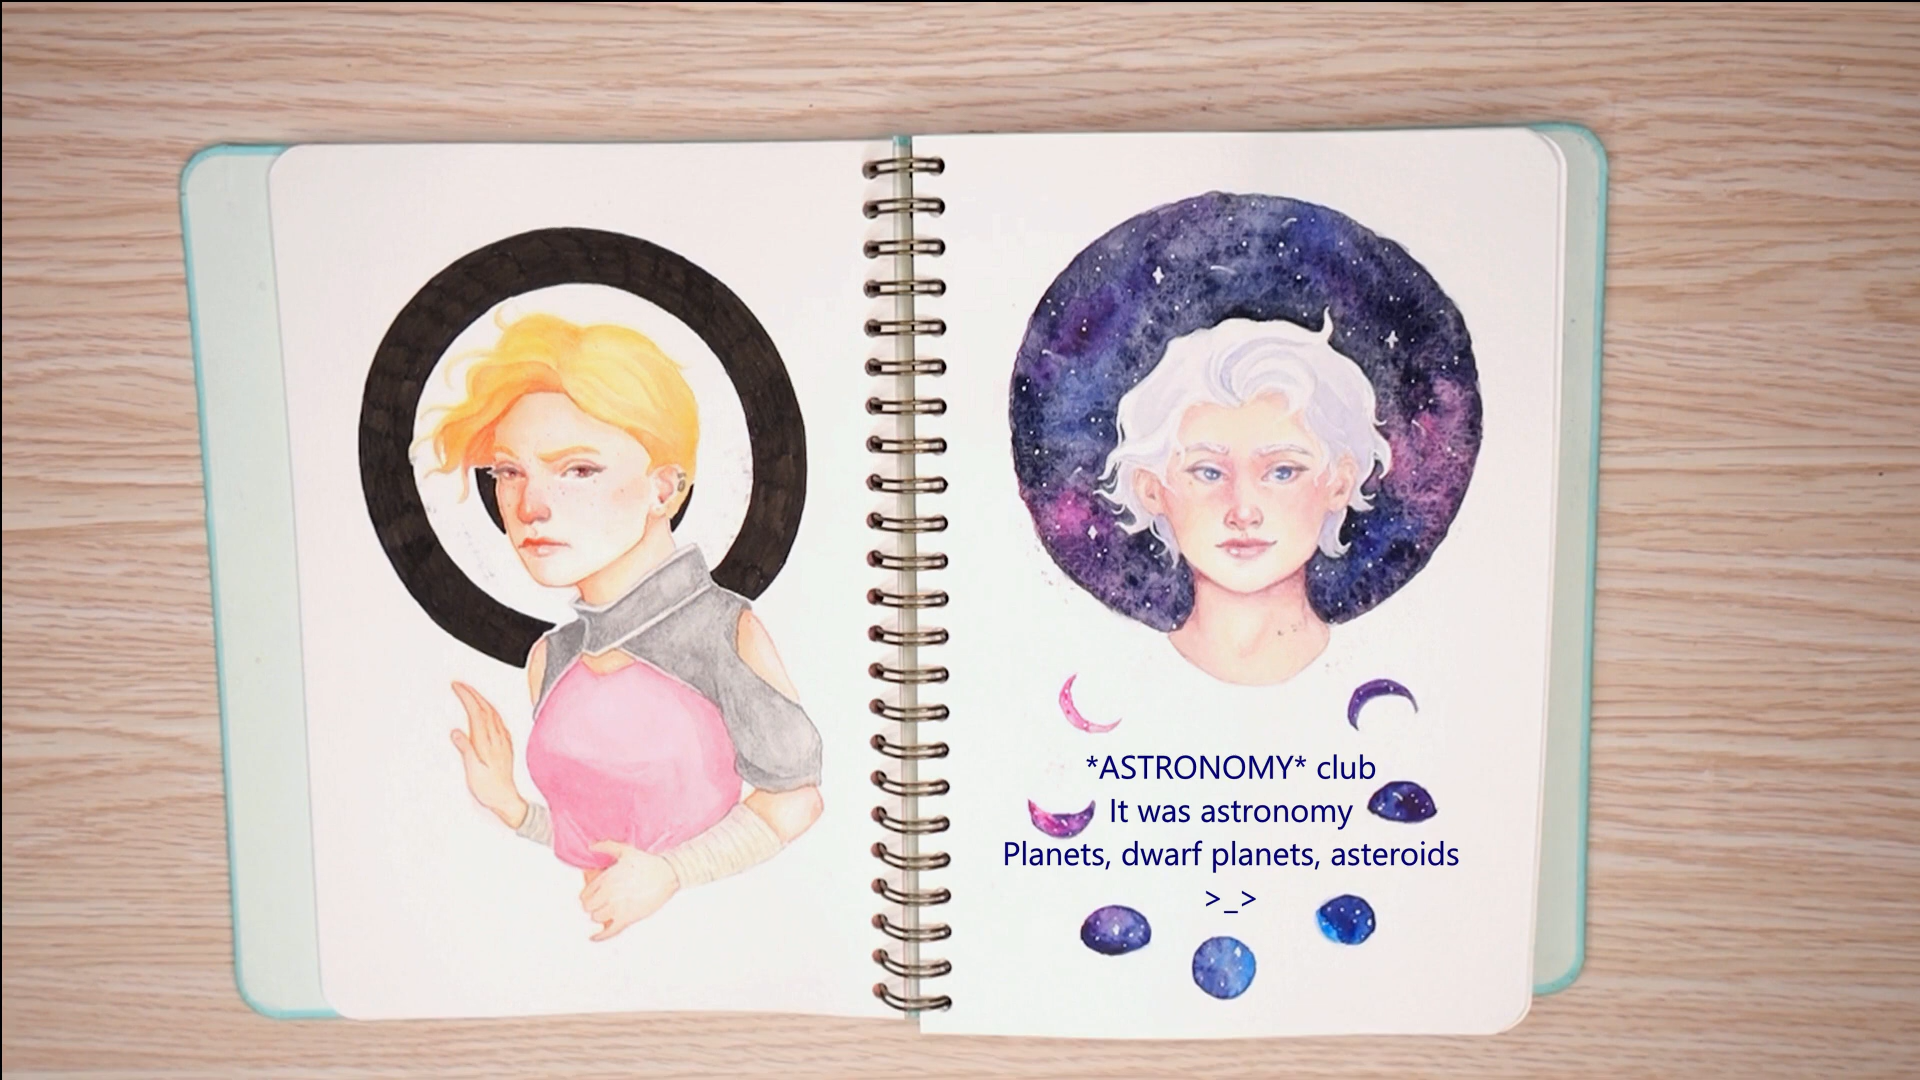 *ASTRONOMY* club
It was astronomy
Planets, dwarf planets, asteroids
>_>